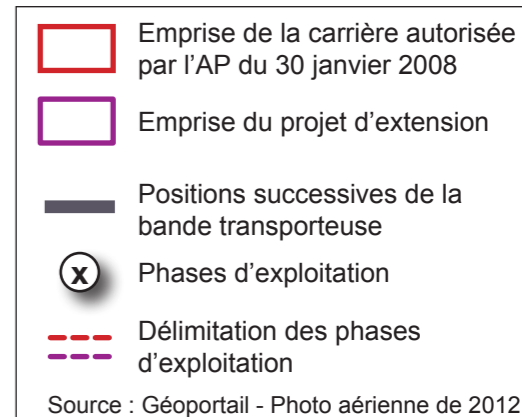 Emprise de la carrière autorisée
par l'AP du 30 janvier 2008
Emprise du projet d'extension
Positions successives de la
bande transporteuse
x Phases d'exploitation
Délimitation des phases
d'exploitation
Source : Géoportail - Photo aérienne de 2012